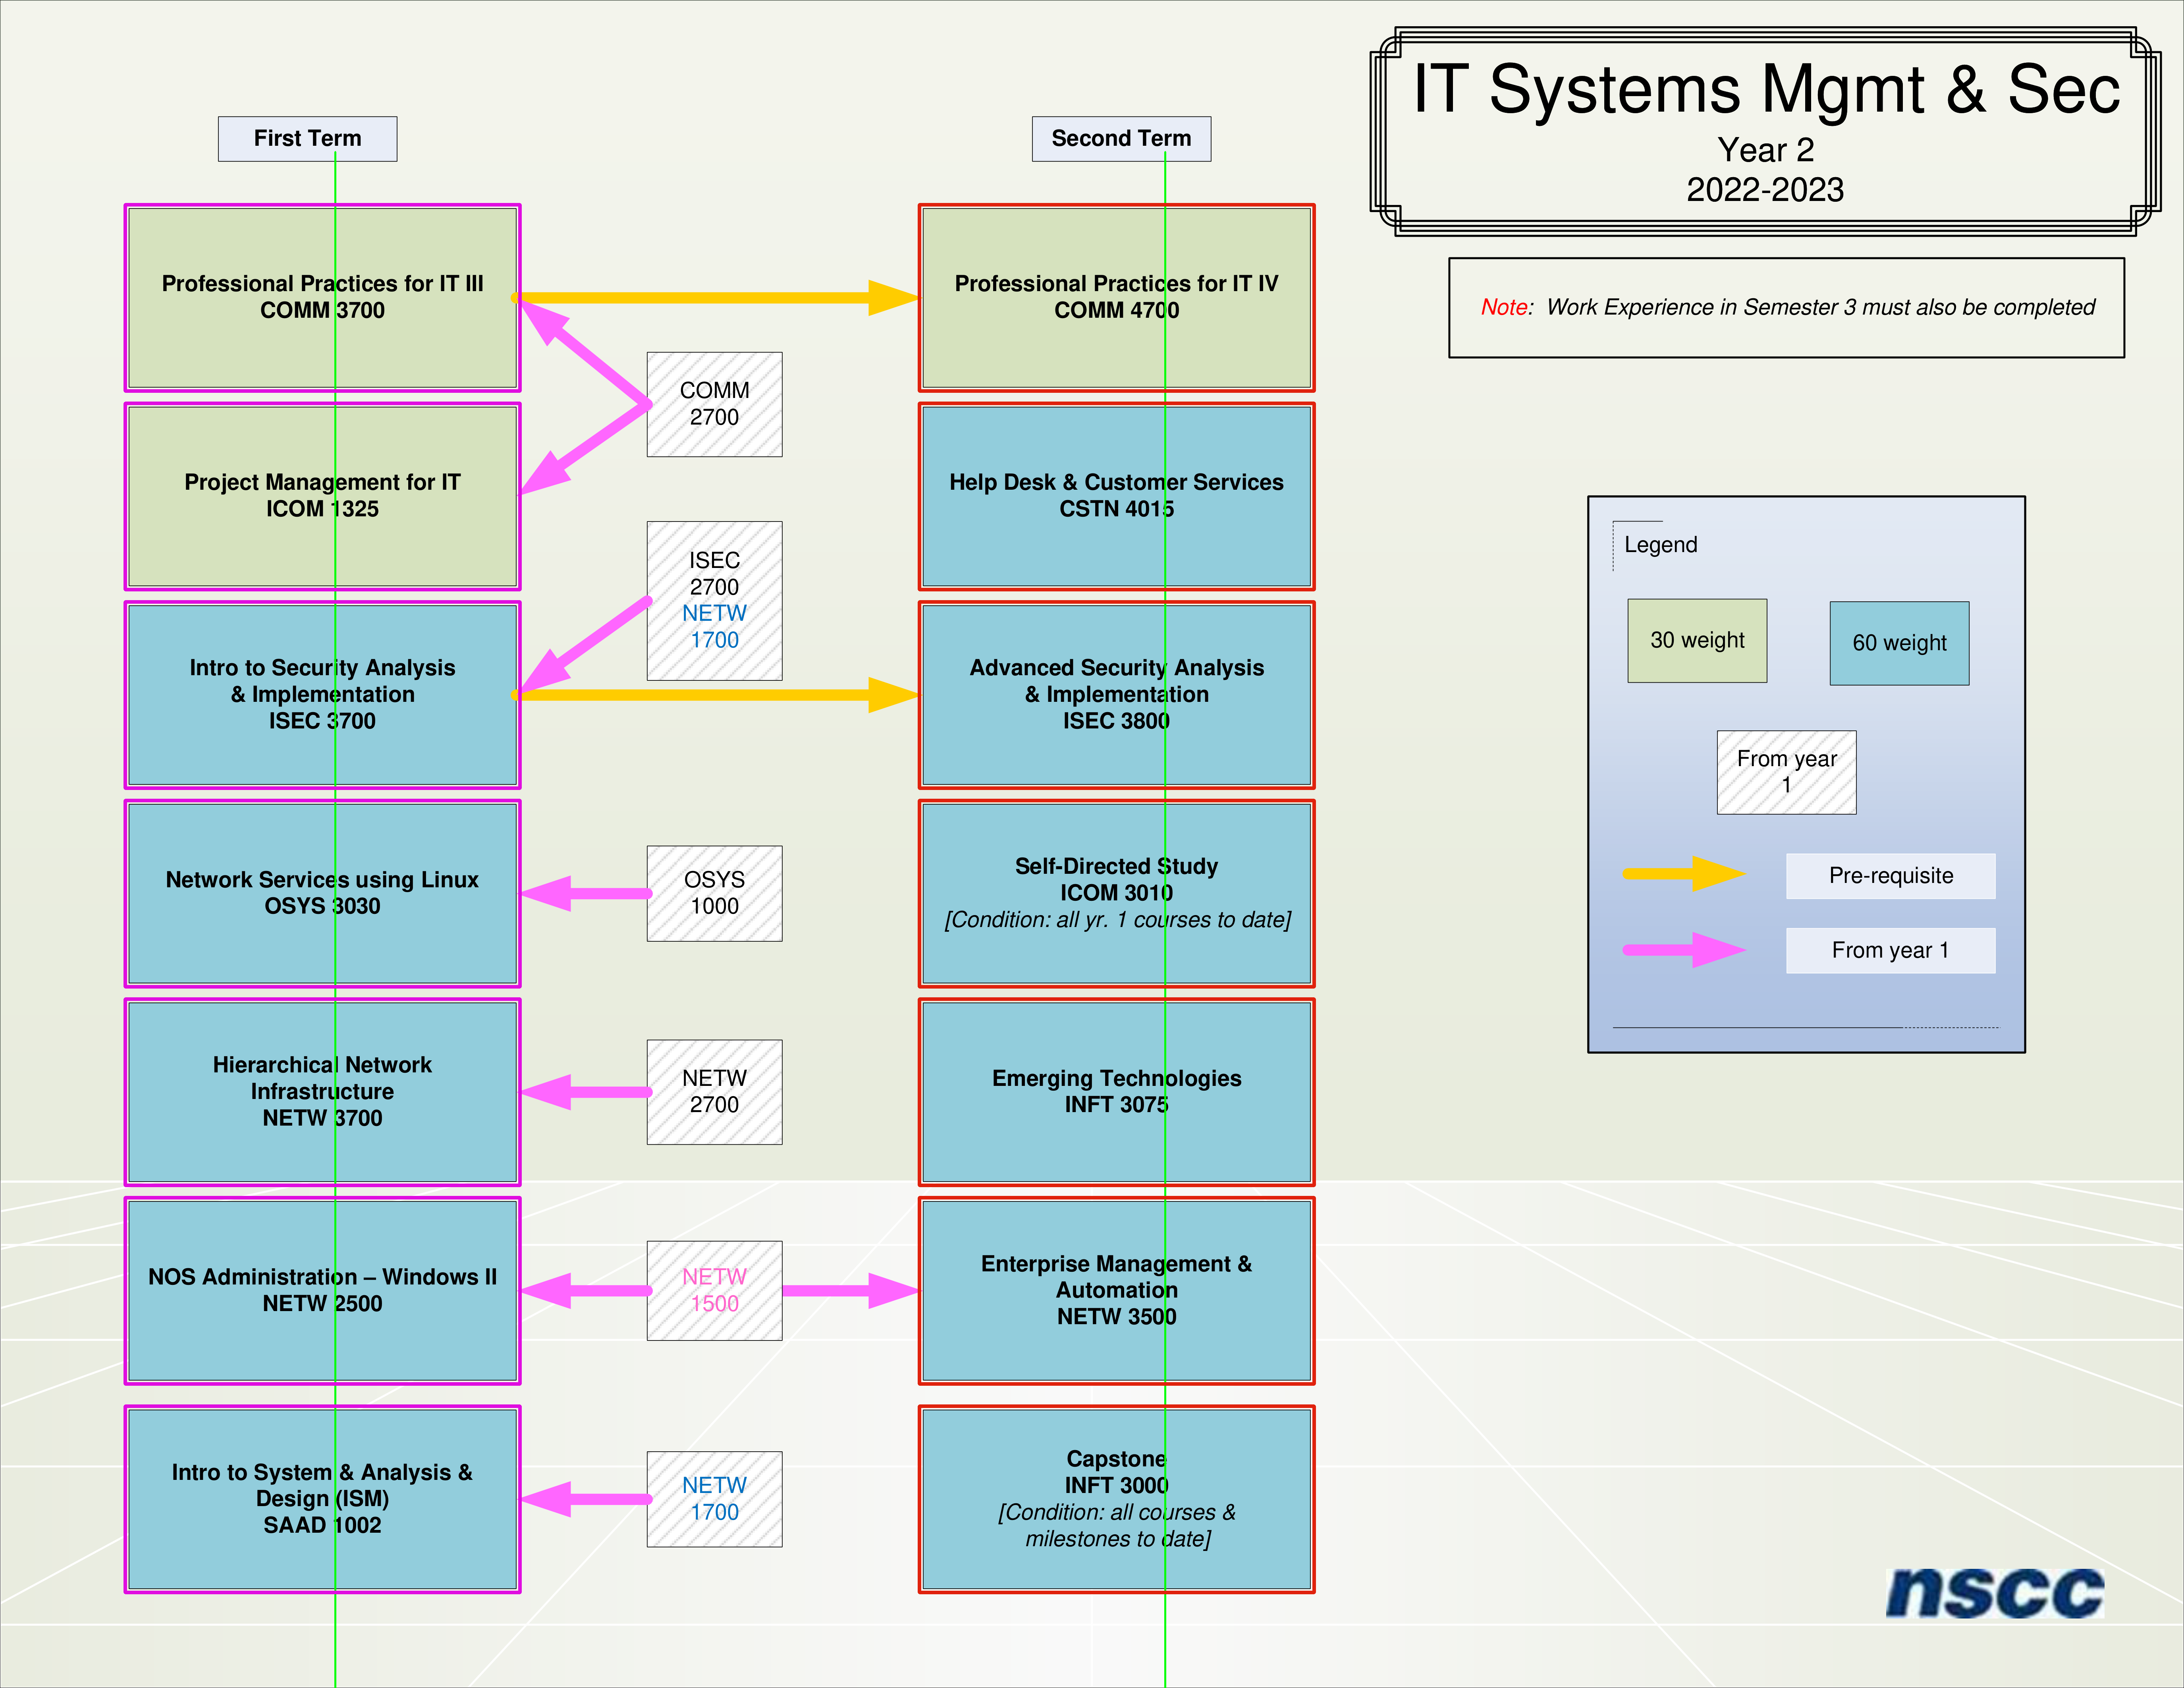 IT Systems Mgmt & Sec
Year 2
2022-2023
Note:  Work Experience in Semester 3 must also be completed
First Term
Second Term
Professional Practices for IT III
COMM 3700
Professional Practices for IT IV
COMM 4700
COMM
2700
Project Management for IT
ICOM 1325
Help Desk & Customer Services
CSTN 4015
ISEC
2700
NETW
1700
Intro to Security Analysis
& Implementation
ISEC 3700
Advanced Security Analysis
& Implementation
ISEC 3800
Network Services using Linux
OSYS 3030
OSYS
1000
Self-Directed Study
ICOM 3010
[Condition: all yr. 1 courses to date]
Hierarchical Network
Infrastructure
NETW 3700
NETW
2700
Emerging Technologies
INFT 3075
NOS Administration – Windows II
NETW 2500
NETW
1500
Enterprise Management &
Automation
NETW 3500
Intro to System & Analysis &
Design (ISM)
SAAD 1002
NETW
1700
Capstone
INFT 3000
[Condition: all courses &
milestones to date]
Legend
30 weight
60 weight
From year
1
Pre-requisite
From year 1
nscc